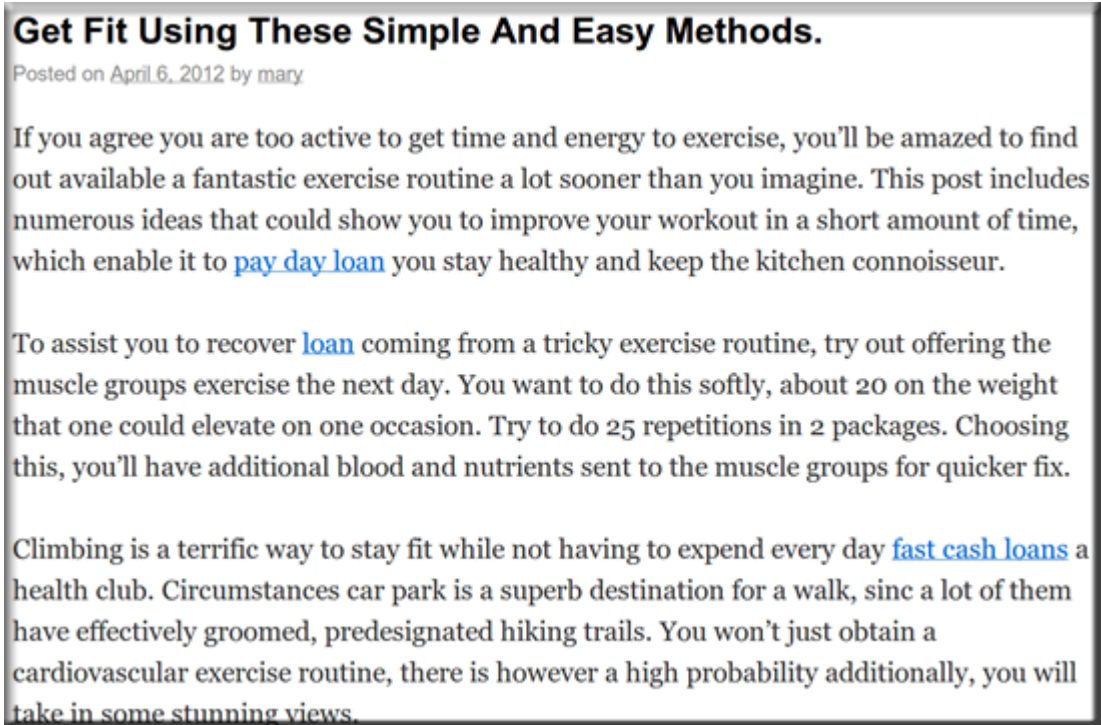 Get Fit Using These Simple And Easy Methods.
Posted on April 6, 2012 by mary
If you agree you are too active to get time and energy to exercise, you’ll be amazed to find
out available a fantastic exercise routine a lot sooner than you imagine. This post includes
numerous ideas that could show you to improve your workout in a short amount of time,
which enable it to pay day loan you stay healthy and keep the kitchen connoisseur.
To assist you to recover loan coming from a tricky exercise routine, try out offering the
muscle groups exercise the next day. You want to do this softly, about 20 on the weight
that one could elevate on one occasion. Try to do 25 repetitions in 2 packages. Choosing
this, you’ll have additional blood and nutrients sent to the muscle groups for quicker fix.
Climbing is a terrific way to stay fit while not having to expend every day fast cash loans a
health club. Circumstances car park is a superb destination for a walk, sinc a lot of them
have effectively groomed, predesignated hiking trails. You won’t just obtain a
cardiovascular exercise routine, there is however a high probability additionally, you will
take in some stunning views.